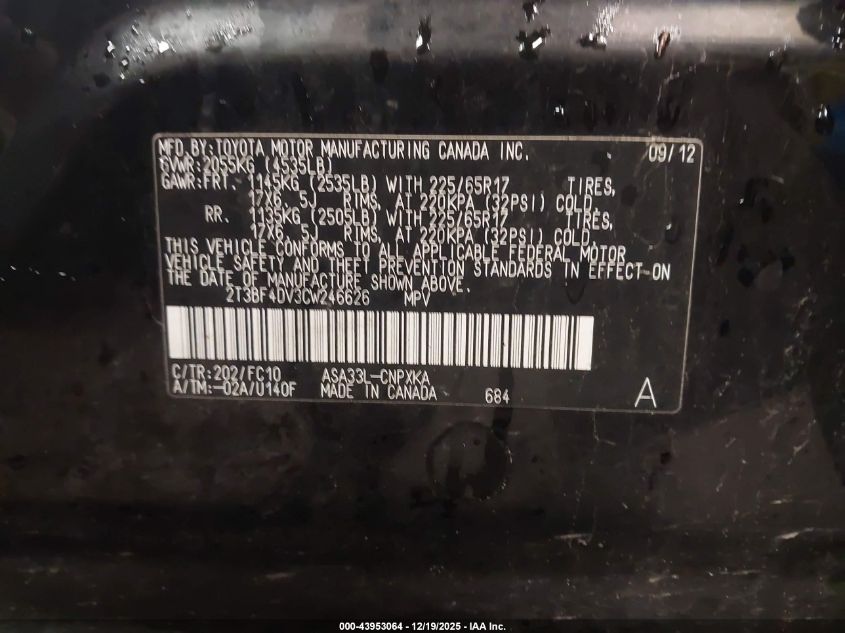 MFD.BY:TOYOTA MOTOR MANUFACTURING CANADA INC. 09/12
GVWR:2055KG (4535LB)
GAWR:FRT. 1145KG (2535LB) WITH 225/65R17 TIRES,
17X6.5J RIMS, AT 220KPA (32PSI) COLD,
RR. 1135KG (2505LB) WITH 225/65R17 TIRES,
17X6.5J RIMS, AT 220KPA (32PSI) COLD.
THIS VEHICLE CONFORMS TO ALL APPLICABLE FEDERAL MOTOR
VEHICLE SAFETY AND THEFT PREVENTION STANDARDS IN EFFECT-ON
THE DATE OF MANUFACTURE SHOWN ABOVE.
2T3BF4DV3CW246626 MPV
C/TR:202/FC10 ASA33L-CNPXKA
A/TM:-02A/U140F MADE IN CANADA 684 A
000-43953064 - 12/19/2025 - IAA Inc.